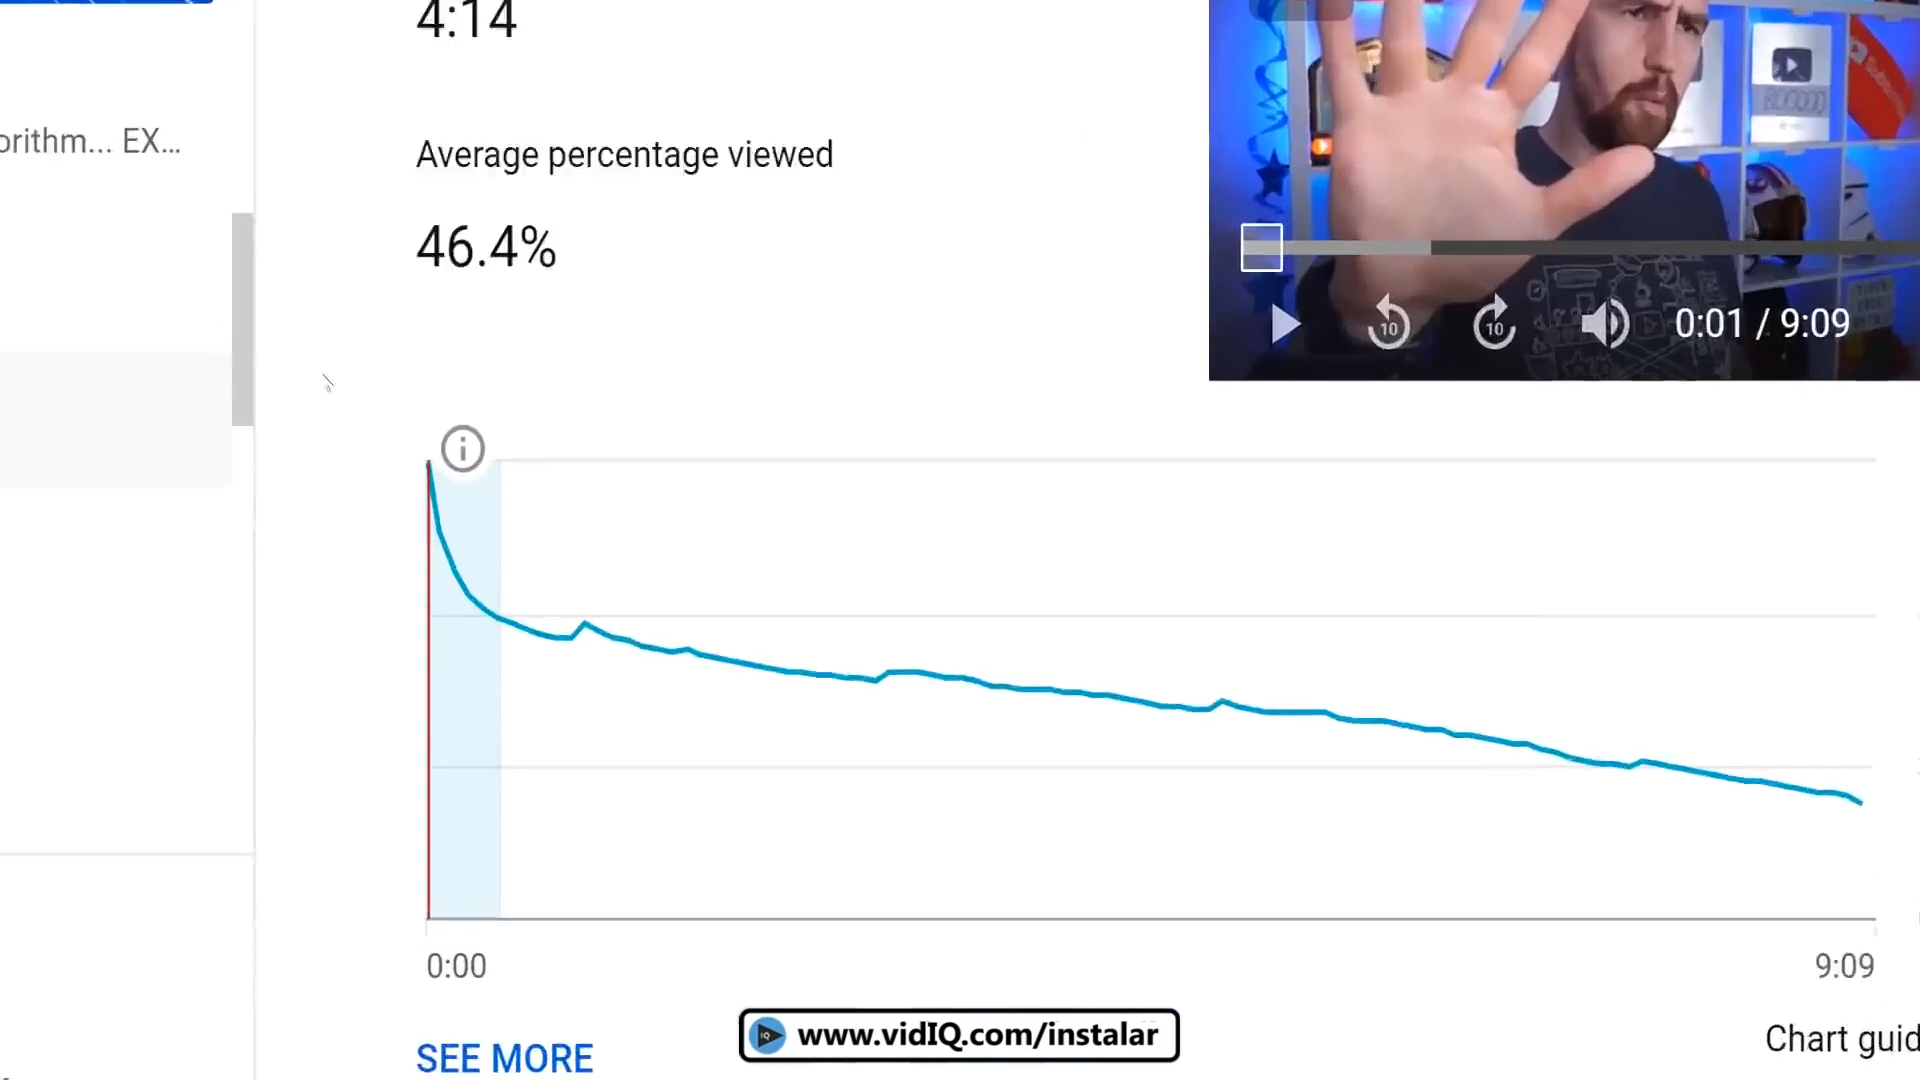 4:14
orithm... EX...
Average percentage viewed
46.4%
10
10
0:01 / 9:09
0:00
9:09
SEE MORE
IQ
www.vidIQ.com/instalar
Chart guid